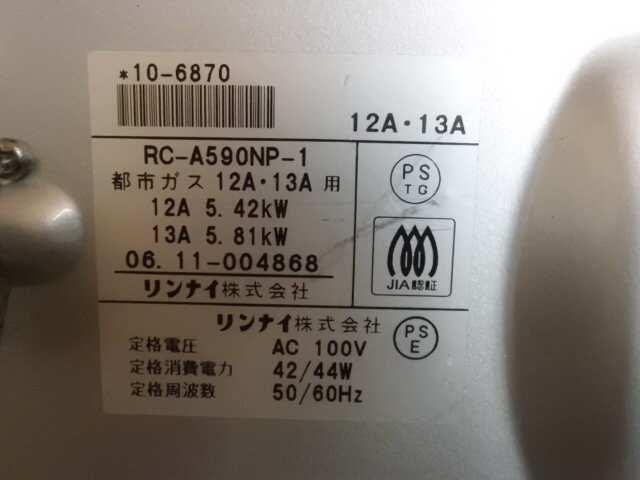 *10-6870
12A・13A
RC-A590NP-1
都市ガス 12A・13A 用
12A 5.42kW
13A 5.81kW
06.11-004868
リンナイ株式会社
PS
TG
JIA認証
リンナイ株式会社
定格電圧 AC 100V
定格消費電力 42/44W
定格周波数 50/60Hz
PS
E